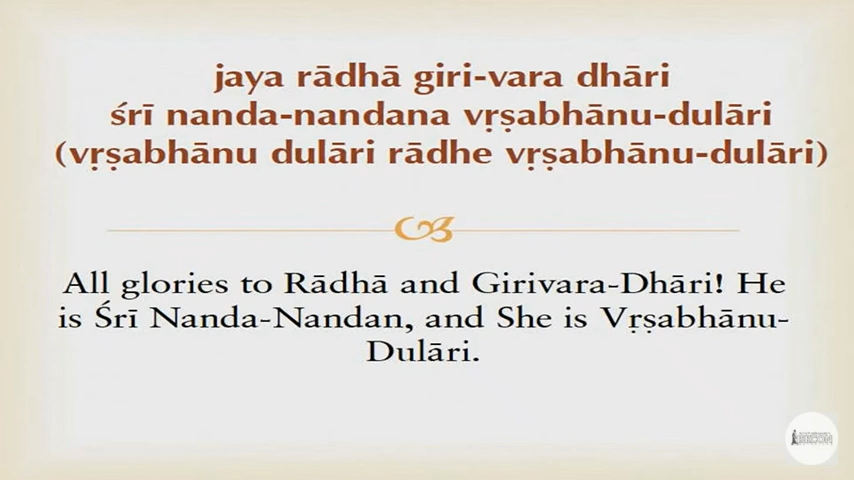 jaya rādhā giri-vara dhāri
śrī nanda-nandana vṛṣabhānu-dulāri
(vṛṣabhānu dulāri rādhe vṛṣabhānu-dulāri)
All glories to Rādhā and Girivara-Dhāri! He
is Śrī Nanda-Nandan, and She is Vṛṣabhānu-
Dulāri.
ISKCON